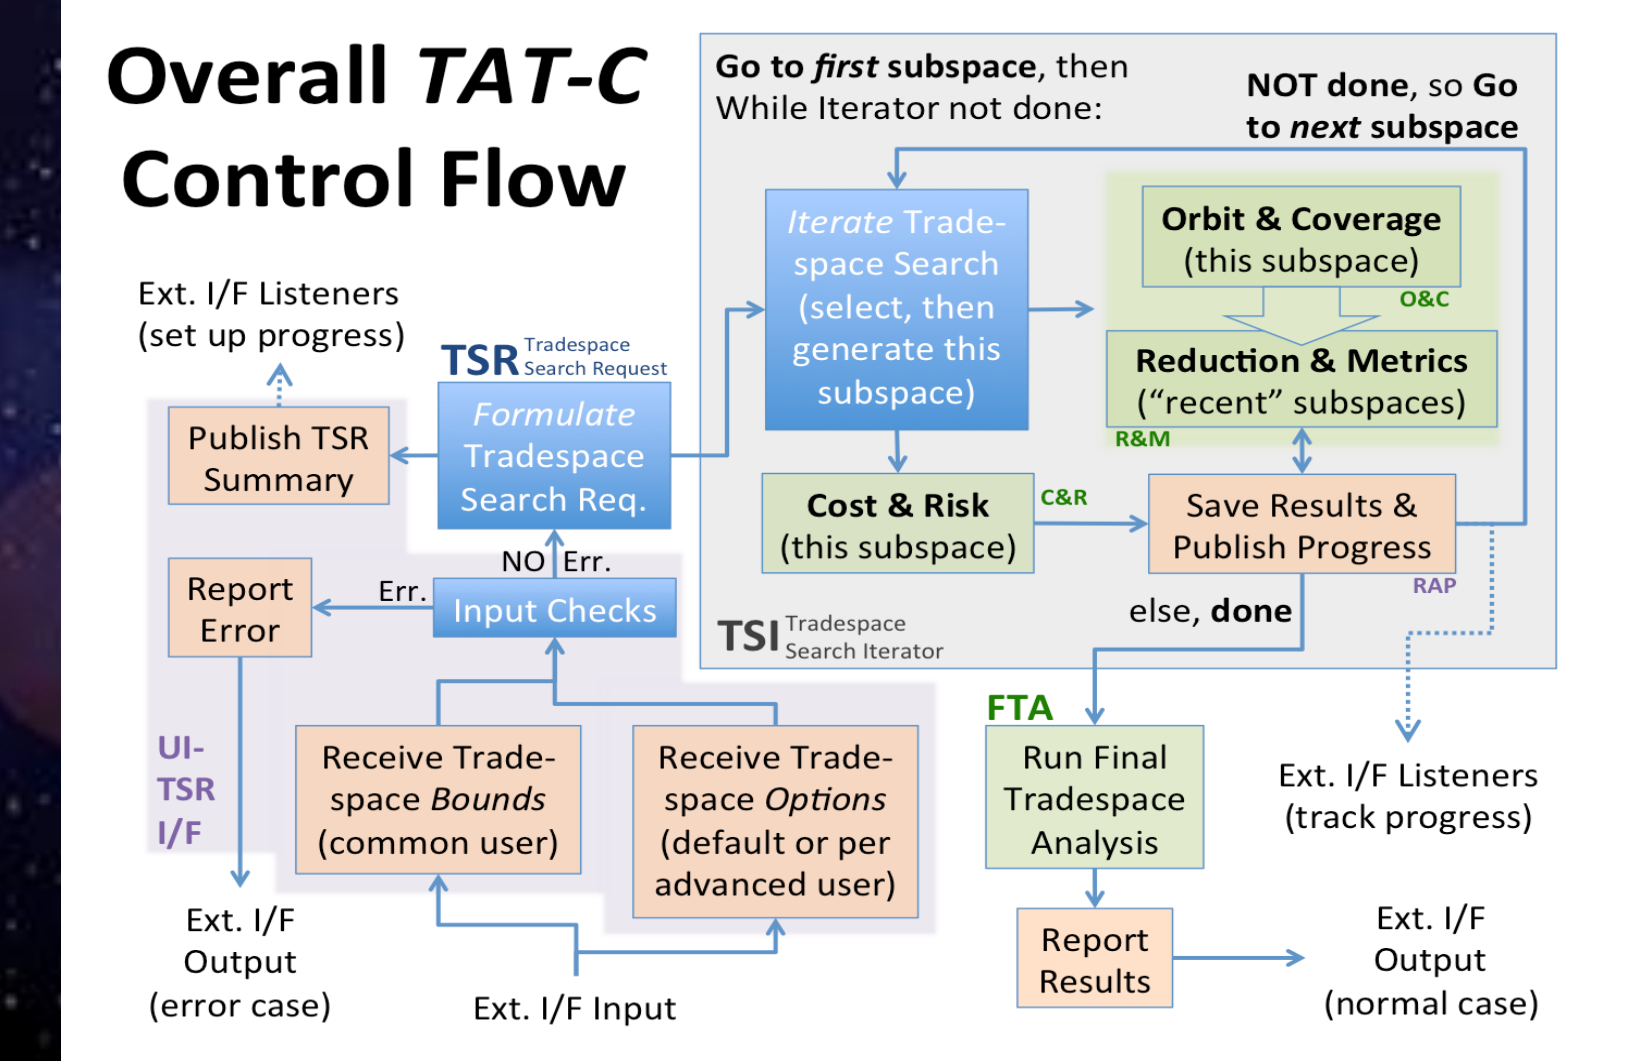 Overall TAT-C
Control Flow
Go to first subspace, then
While Iterator not done:
NOT done, so Go
to next subspace
Iterate Trade-
space Search
(select, then
generate this
subspace)
Orbit & Coverage
(this subspace)
O&C
Reduction & Metrics
(“recent” subspaces)
R&M
Cost & Risk
(this subspace)
C&R
Save Results &
Publish Progress
RAP
else, done
TSI Tradespace
Search Iterator
Ext. I/F Listeners
(set up progress)
TSR Tradespace
Search Request
Publish TSR
Summary
Formulate
Tradespace
Search Req.
NO Err.
Report
Error
Err.
Input Checks
UI-
TSR
I/F
Receive Trade-
space Bounds
(common user)
Receive Trade-
space Options
(default or per
advanced user)
Ext. I/F
Output
(error case)
Ext. I/F Input
FTA
Run Final
Tradespace
Analysis
Report
Results
Ext. I/F Listeners
(track progress)
Ext. I/F
Output
(normal case)